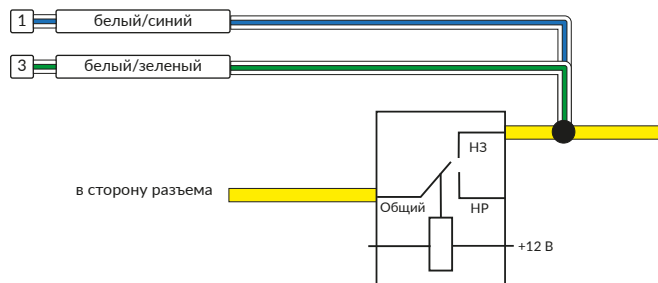 1 белый/синий
3 белый/зеленый
НЗ
в сторону разъема
Общий НР
+12 В